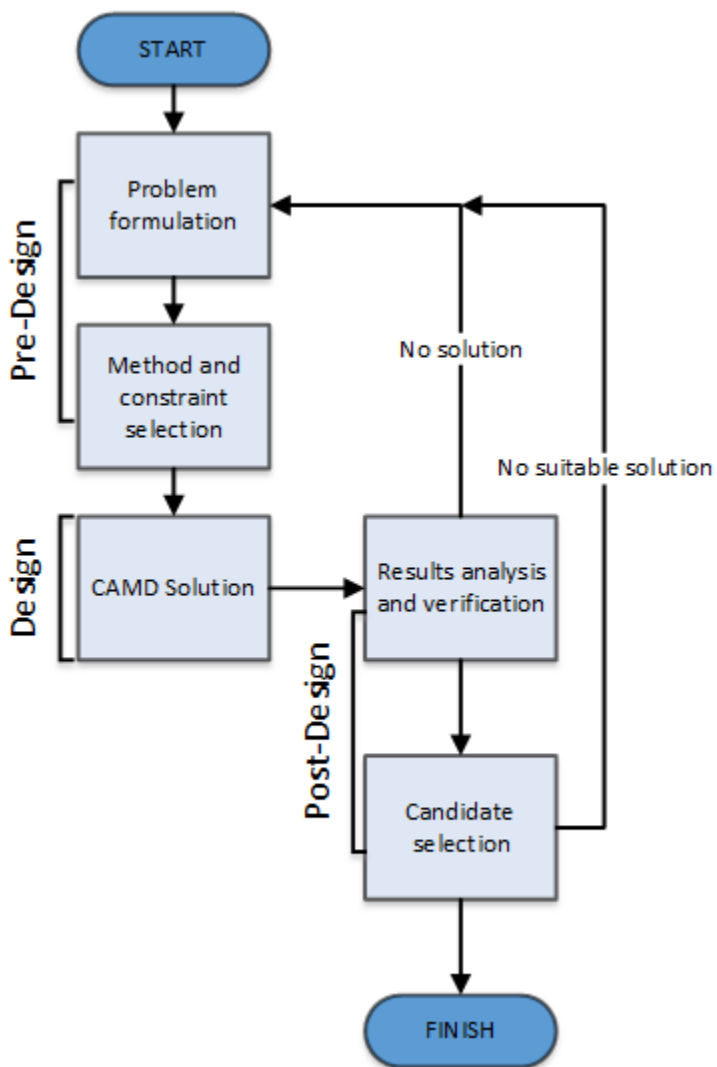 START
Problem
formulation
Pre-Design
Method and
constraint
selection
No solution
No suitable solution
Design
CAMD Solution
Results analysis
and verification
Post-Design
Candidate
selection
FINISH